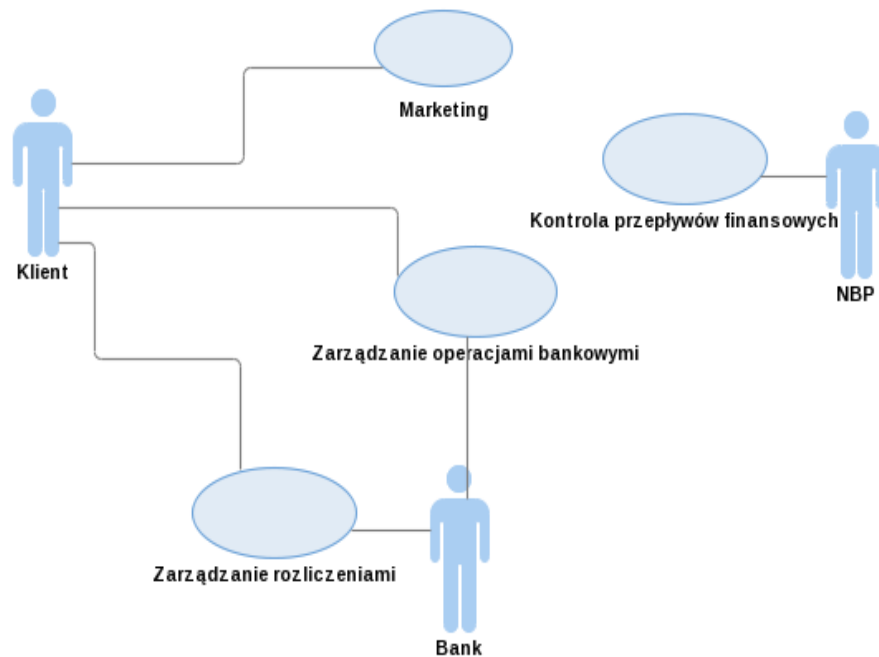 Marketing
Kontrola przepływów finansowych
Klient
NBP
Zarządzanie operacjami bankowymi
Zarządzanie rozliczeniami
Bank